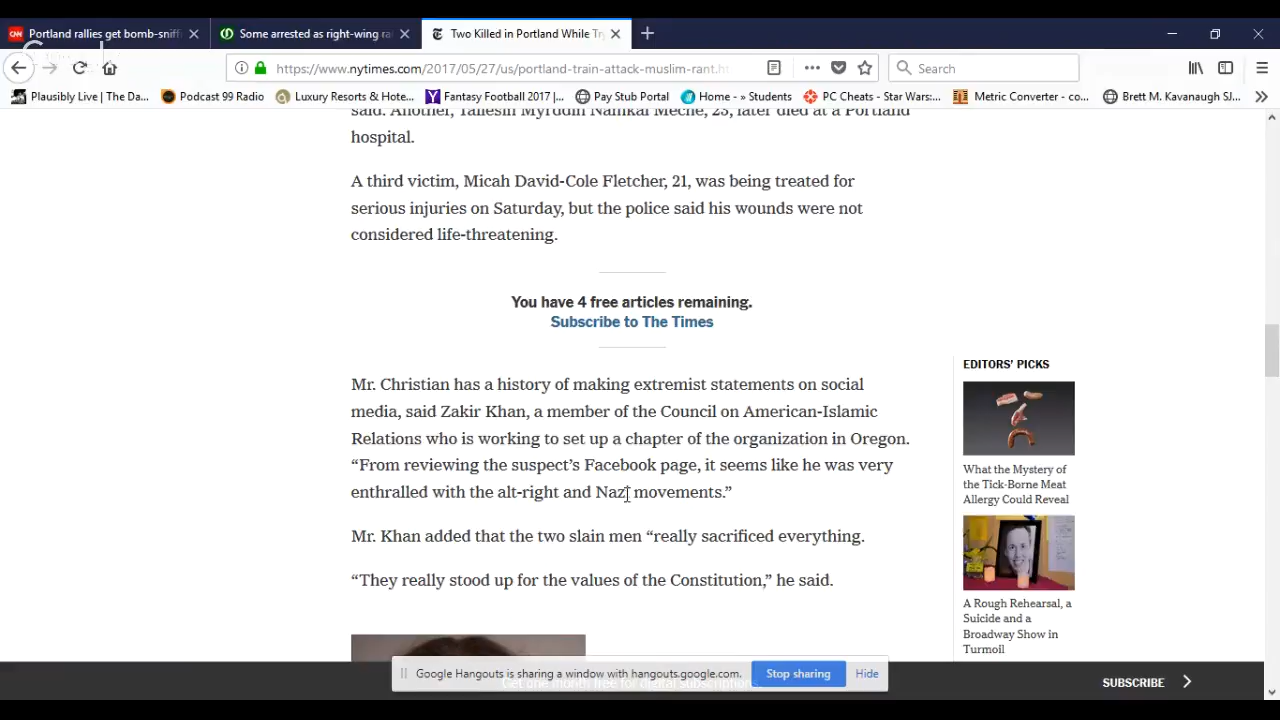 Portland rallies get bomb-sniffi
Some arrested as right-wing ra
Two Killed in Portland While Try
https://www.nytimes.com/2017/05/27/us/portland-train-attack-muslim-rant.ht
Search
Plausibly Live | The Da...
Podcast 99 Radio
Luxury Resorts & Hote...
Fantasy Football 2017 |...
Pay Stub Portal
Home - » Students
PC Cheats - Star Wars:...
Metric Converter - co...
Brett M. Kavanaugh SJ...
said. Another, Taliesin Myrddin Namkai Meche, 23, later died at a Portland
hospital.
A third victim, Micah David-Cole Fletcher, 21, was being treated for
serious injuries on Saturday, but the police said his wounds were not
considered life-threatening.
You have 4 free articles remaining.
Subscribe to The Times
Mr. Christian has a history of making extremist statements on social
media, said Zakir Khan, a member of the Council on American-Islamic
Relations who is working to set up a chapter of the organization in Oregon.
“From reviewing the suspect’s Facebook page, it seems like he was very
enthralled with the alt-right and Nazi movements.”
Mr. Khan added that the two slain men “really sacrificed everything.
“They really stood up for the values of the Constitution,” he said.
EDITORS’ PICKS
What the Mystery of
the Tick-Borne Meat
Allergy Could Reveal
A Rough Rehearsal, a
Suicide and a
Broadway Show in
Turmoil
Google Hangouts is sharing a window with hangouts.google.com.
Stop sharing
Hide
Get one month free for digital subscription
SUBSCRIBE